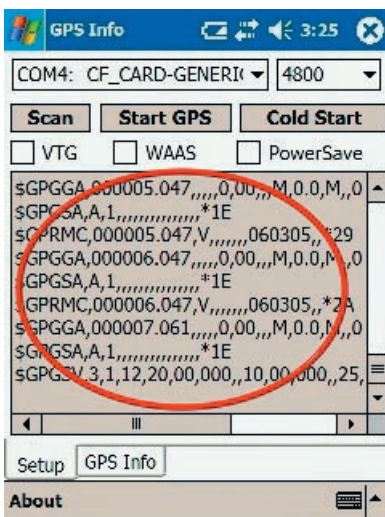 GPS Info 3:25
COM4: CF_CARD-GENERI 4800
Scan Start GPS Cold Start
VTG WAAS PowerSave
$GPGGA,000005.047,,,,,0,00,,,M,0.0,M,,0
$GPGSA,A,1,,,,,,,,,,,,,,,*1E
$GPRMC,000005.047,V,,,,,,,060305,,*29
$GPGGA,000006.047,,,,,0,00,,,M,0.0,M,,0
$GPGSA,A,1,,,,,,,,,,,,,,,*1E
$GPRMC,000006.047,V,,,,,,,060305,,*2A
$GPGGA,000007.061,,,,,0,00,,,M,0.0,M,,0
$GPGSA,A,1,,,,,,,,,,,,,,,*1E
$GPGSV,3,1,12,20,00,000,,10,00,000,,25,
Setup GPS Info
About